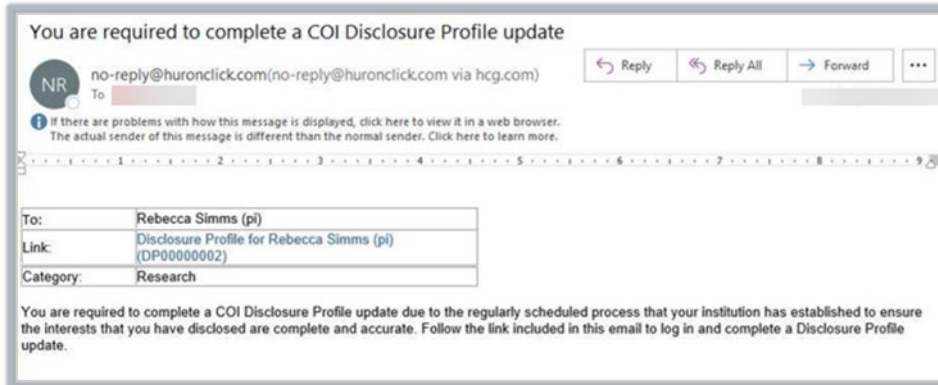 You are required to complete a COI Disclosure Profile update
NR
no-reply@huronclick.com(no-reply@huronclick.com via hcg.com)
Reply
Reply All
Forward
To
If there are problems with how this message is displayed, click here to view it in a web browser.
The actual sender of this message is different than the normal sender. Click here to learn more.
1 2 3 4 5 6 7 8 9
To: Rebecca Simms (pi)
Link: Disclosure Profile for Rebecca Simms (pi)
(DP00000002)
Category: Research
You are required to complete a COI Disclosure Profile update due to the regularly scheduled process that your institution has established to ensure
the interests that you have disclosed are complete and accurate. Follow the link included in this email to log in and complete a Disclosure Profile
update.